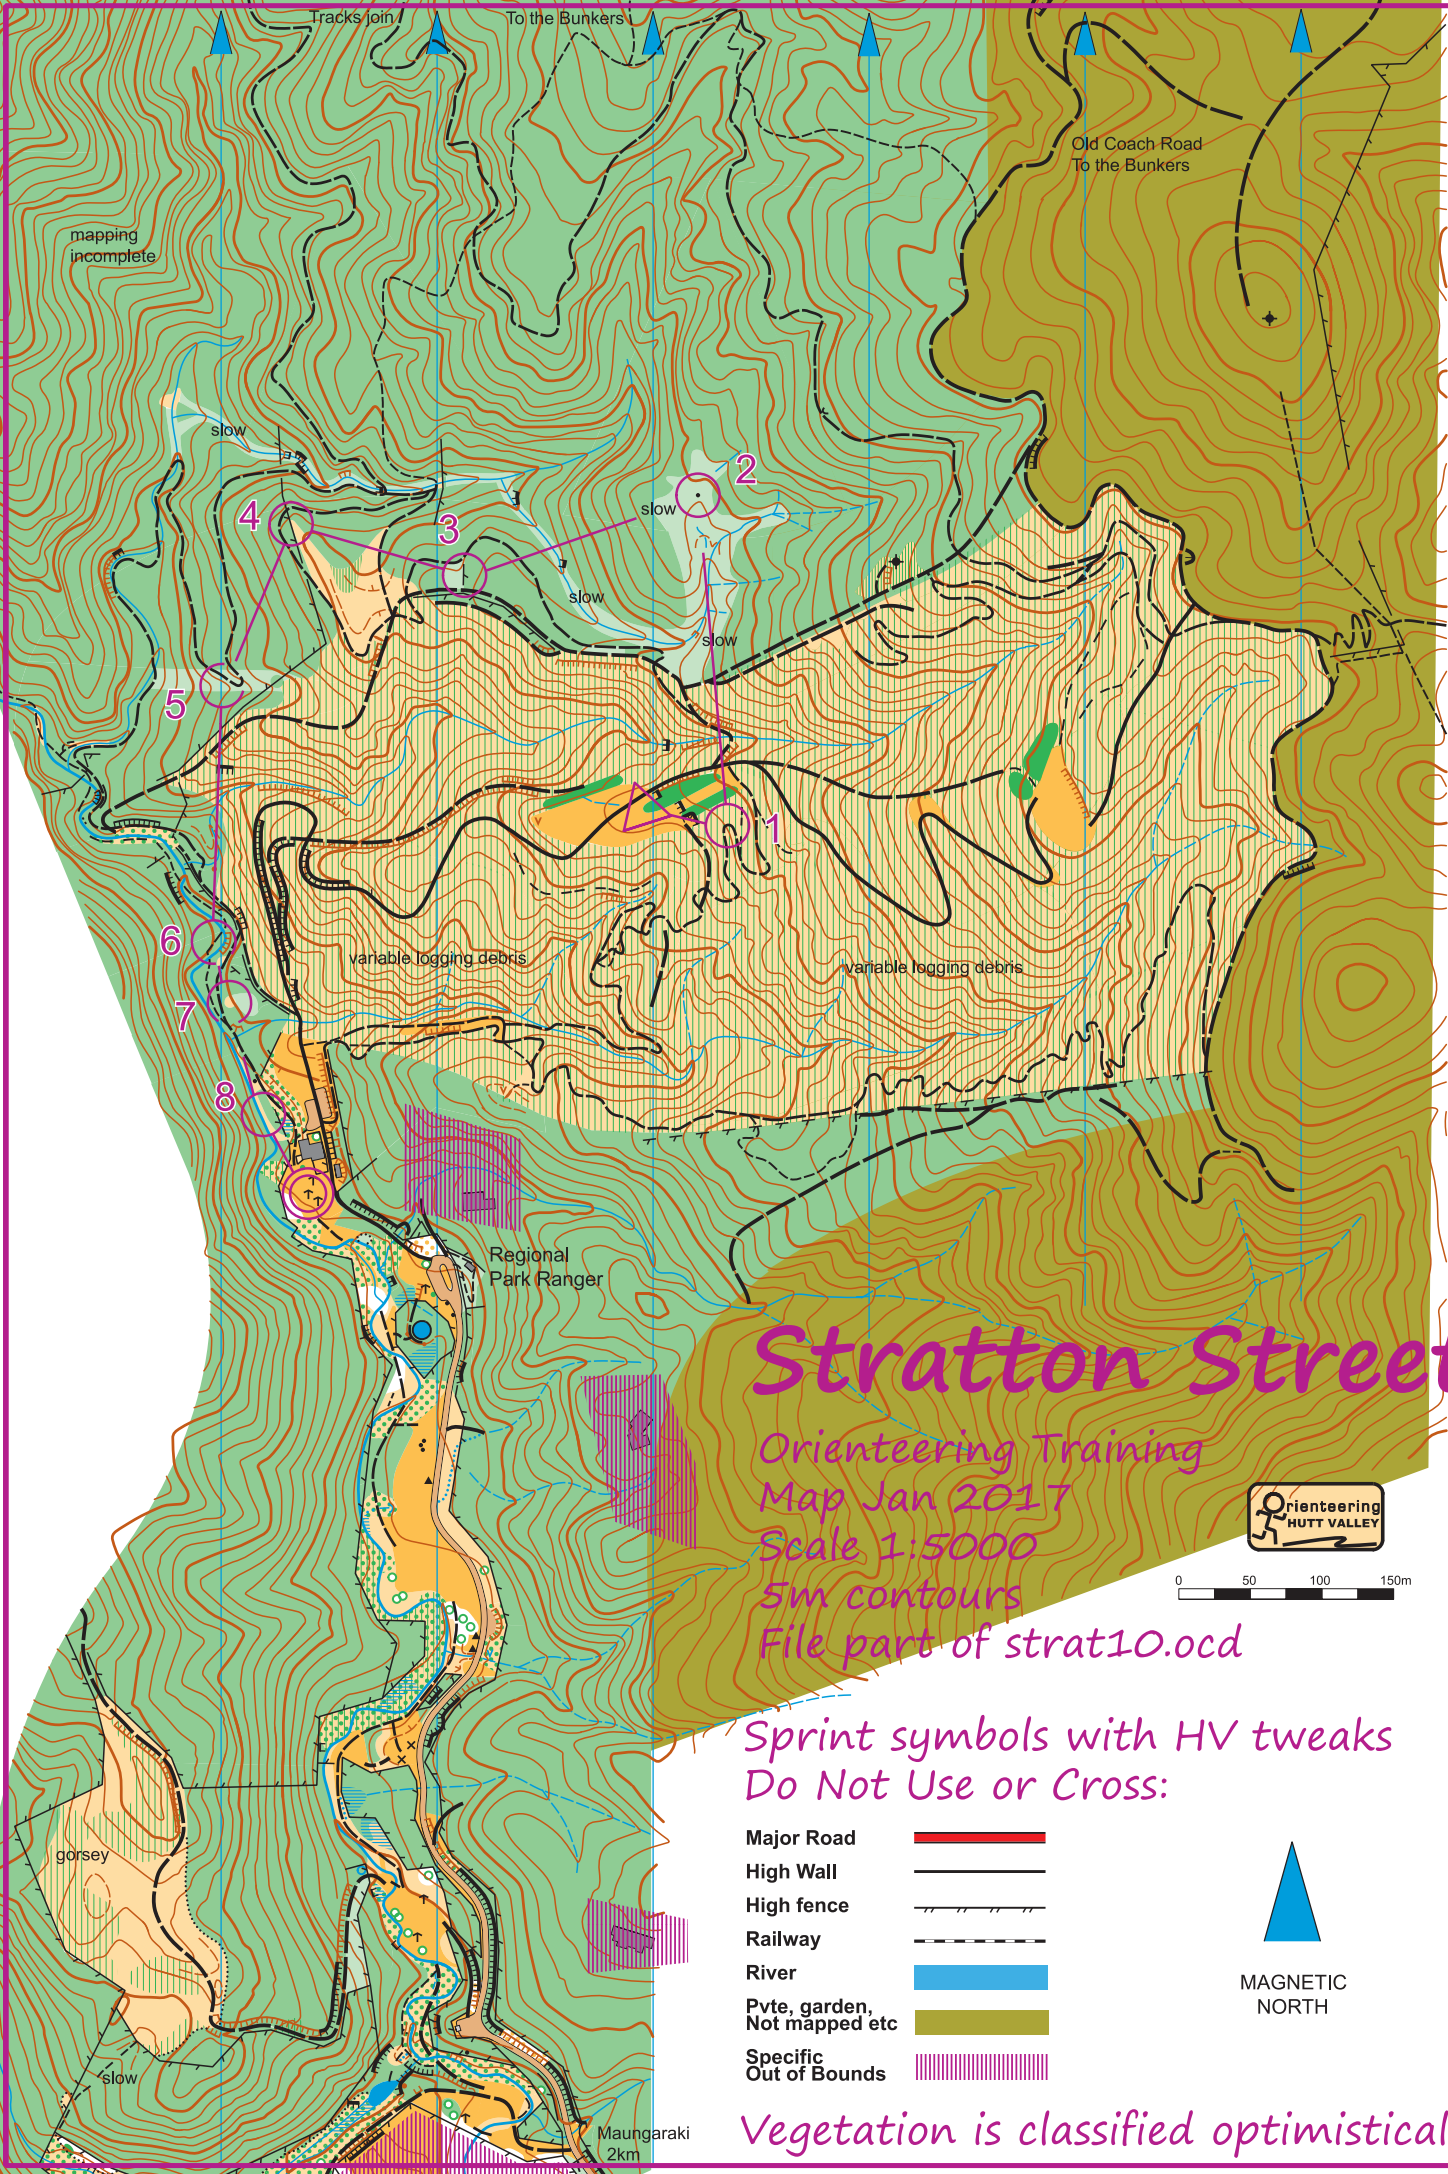 Tracks join
To the Bunkers
Old Coach Road
To the Bunkers
mapping
incomplete
slow
2
4
slow
3
slow
slow
5
1
6
variable logging debris
variable logging debris
7
8
Regional
Park Ranger
Stratton Street
Orienteering Training
Map Jan 2017
Scale 1:5000
5m contours
File part of strat10.ocd
rienteering
HUTT VALLEY
0 50 100 150m
Sprint symbols with HV tweaks
Do Not Use or Cross:
Major Road
High Wall
High fence
Railway
River
Pvte, garden,
Not mapped etc
Specific
Out of Bounds
MAGNETIC
NORTH
gorsey
slow
Maungaraki
2km
Vegetation is classified optimistical